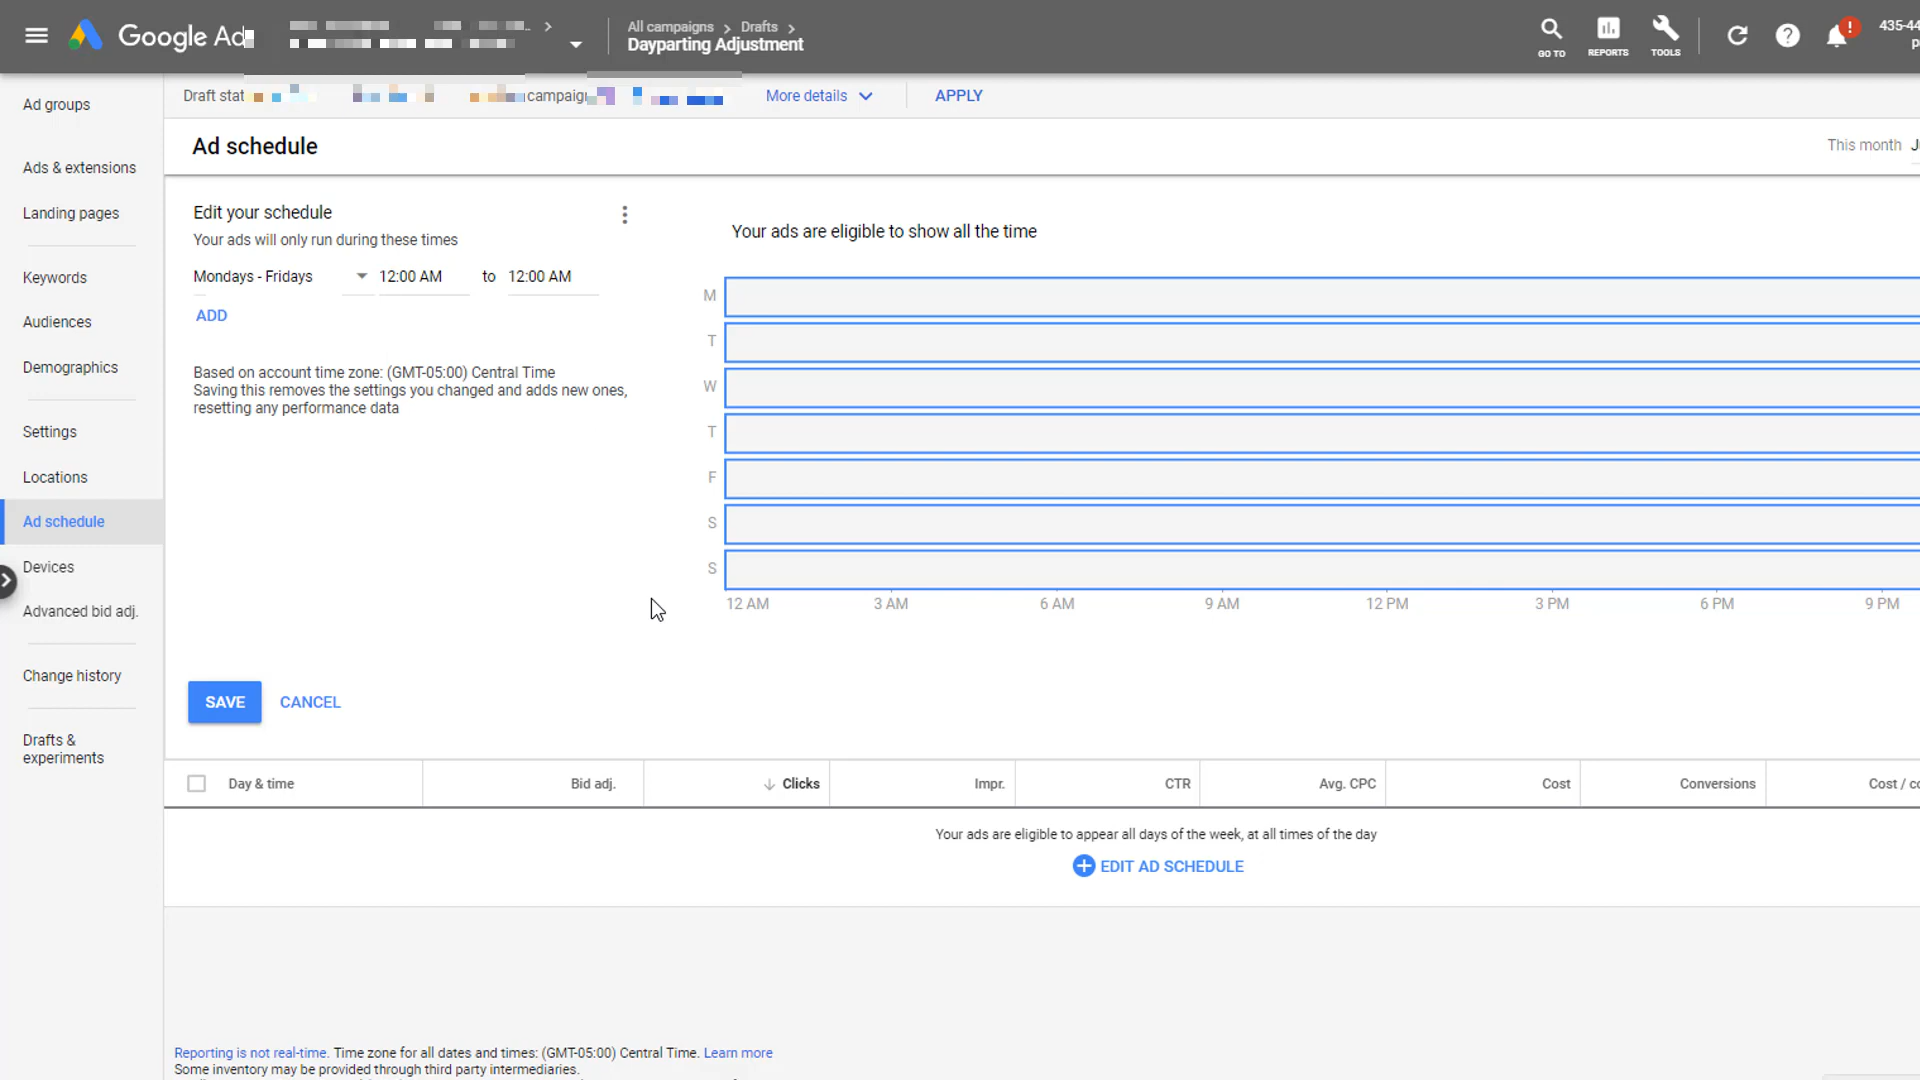 Google Ad
All campaigns > Drafts >
Dayparting Adjustment
GO TO
REPORTS
TOOLS
!
435-44
Ad groups
Ads & extensions
Landing pages
Keywords
Audiences
Demographics
Settings
Locations
Ad schedule
Devices
Advanced bid adj.
Change history
Drafts &
experiments
Draft stat
campaig
More details
APPLY
Ad schedule
This month
Edit your schedule
Your ads will only run during these times
Mondays - Fridays 12:00 AM to 12:00 AM
ADD
Based on account time zone: (GMT-05:00) Central Time
Saving this removes the settings you changed and adds new ones,
resetting any performance data
Your ads are eligible to show all the time
M
T
W
T
F
S
S
12 AM 3 AM 6 AM 9 AM 12 PM 3 PM 6 PM 9 PM
SAVE CANCEL
Day & time Bid adj. Clicks Impr. CTR Avg. CPC Cost Conversions Cost / co
Your ads are eligible to appear all days of the week, at all times of the day
EDIT AD SCHEDULE
Reporting is not real-time. Time zone for all dates and times: (GMT-05:00) Central Time. Learn more
Some inventory may be provided through third party intermediaries.